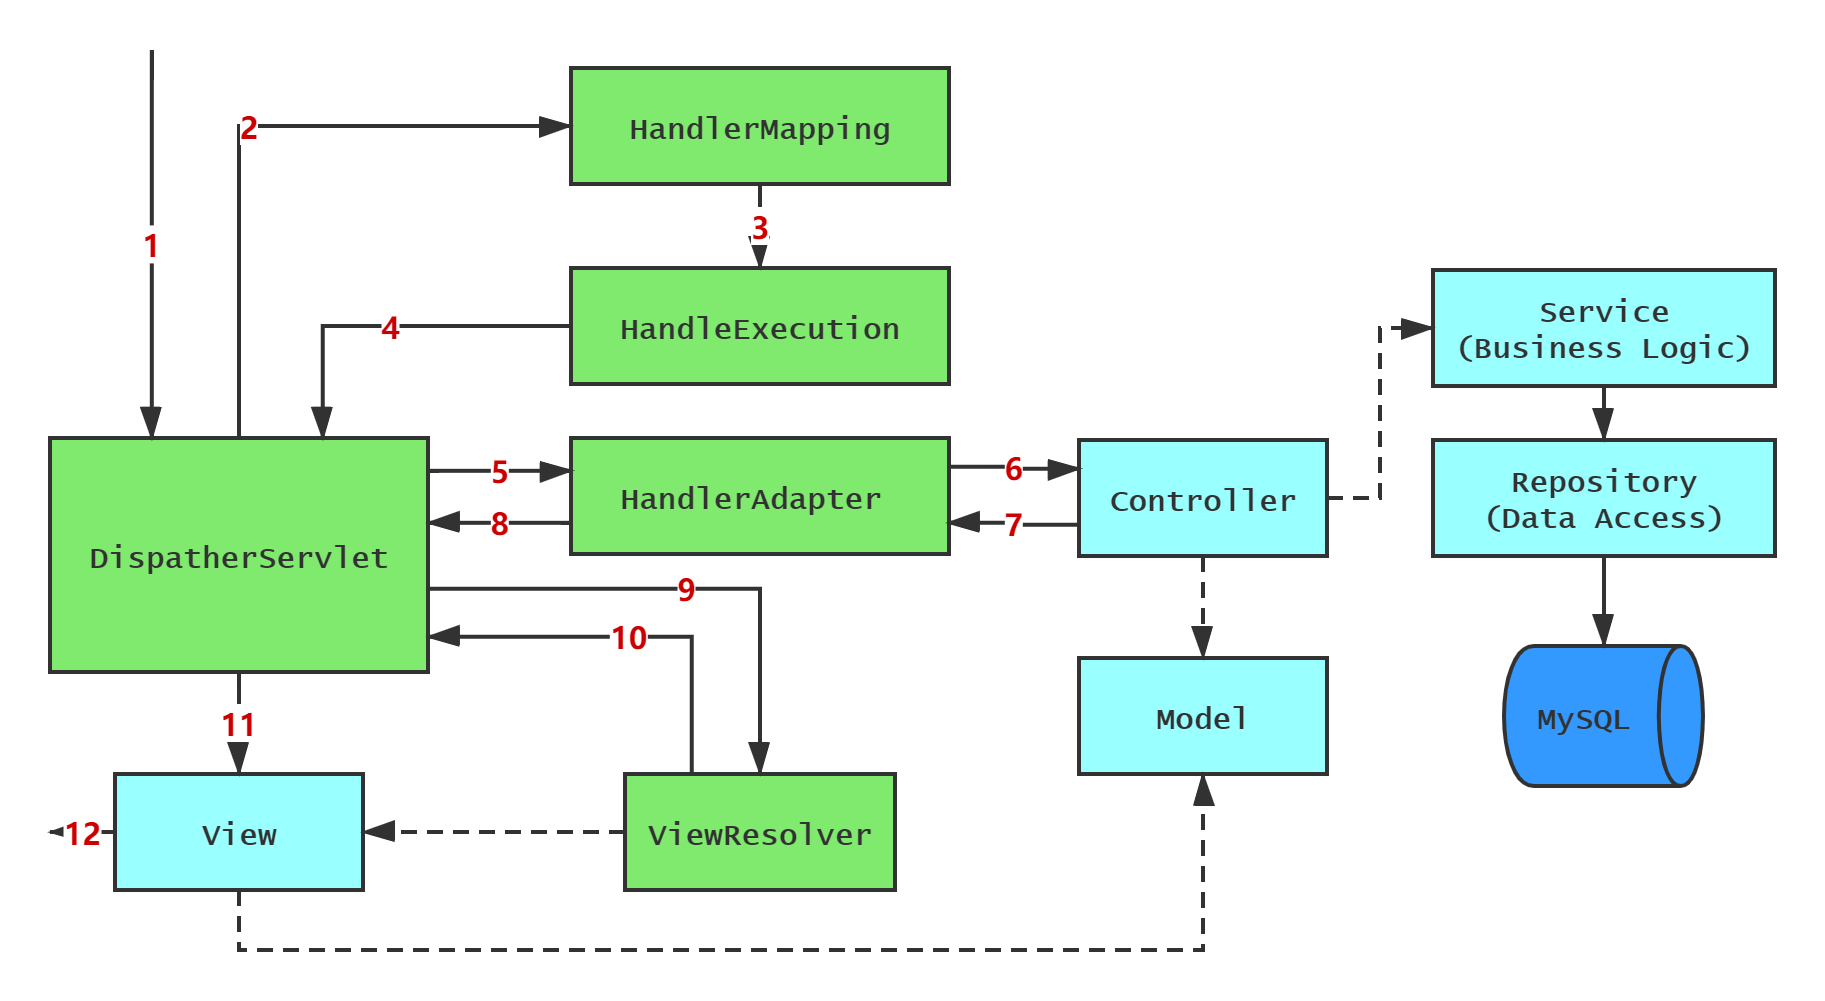 1
2
HandlerMapping
3
HandleExecution
4
Service
(Business Logic)
DispatherServlet
5
HandlerAdapter
6
Controller
7
8
Repository
(Data Access)
9
10
11
Model
MySQL
View
12
ViewResolver